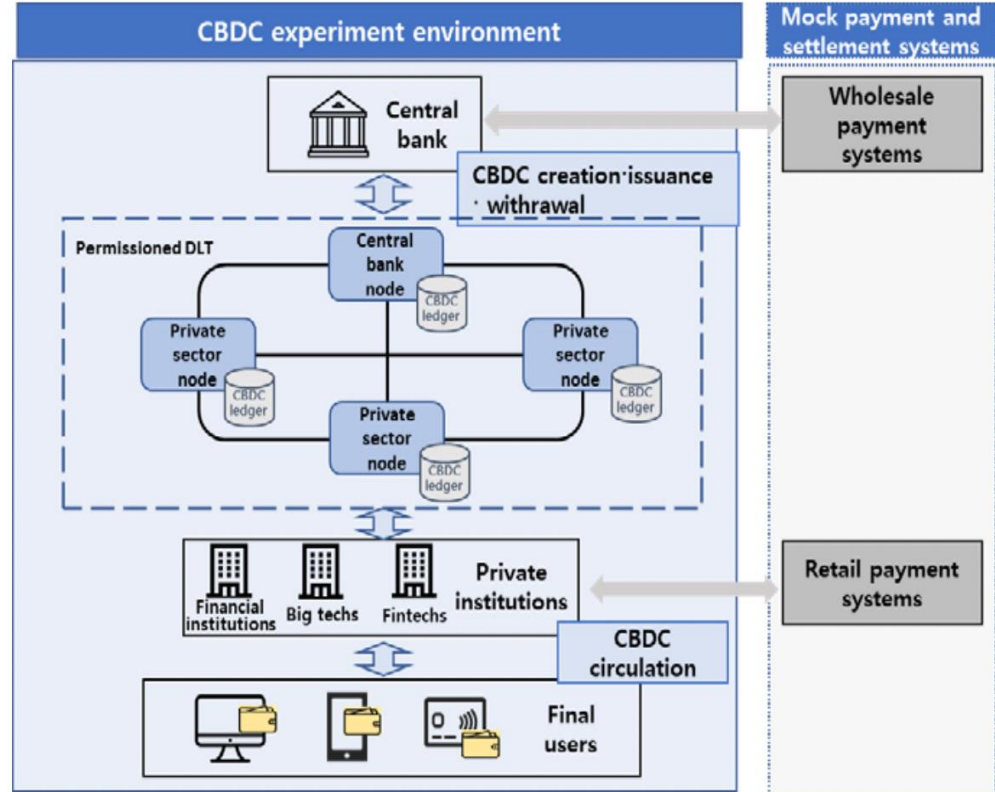 CBDC experiment environment
Mock payment and
settlement systems
Central
bank
Wholesale
payment
systems
CBDC creation·issuance
· withrawal
Permissioned DLT
Central
bank
node
CBDC
ledger
Private
sector
node
CBDC
ledger
Private
sector
node
CBDC
ledger
Private
sector
node
CBDC
ledger
Financial
institutions
Big techs
Fintechs
Private
institutions
Retail payment
systems
CBDC
circulation
Final
users